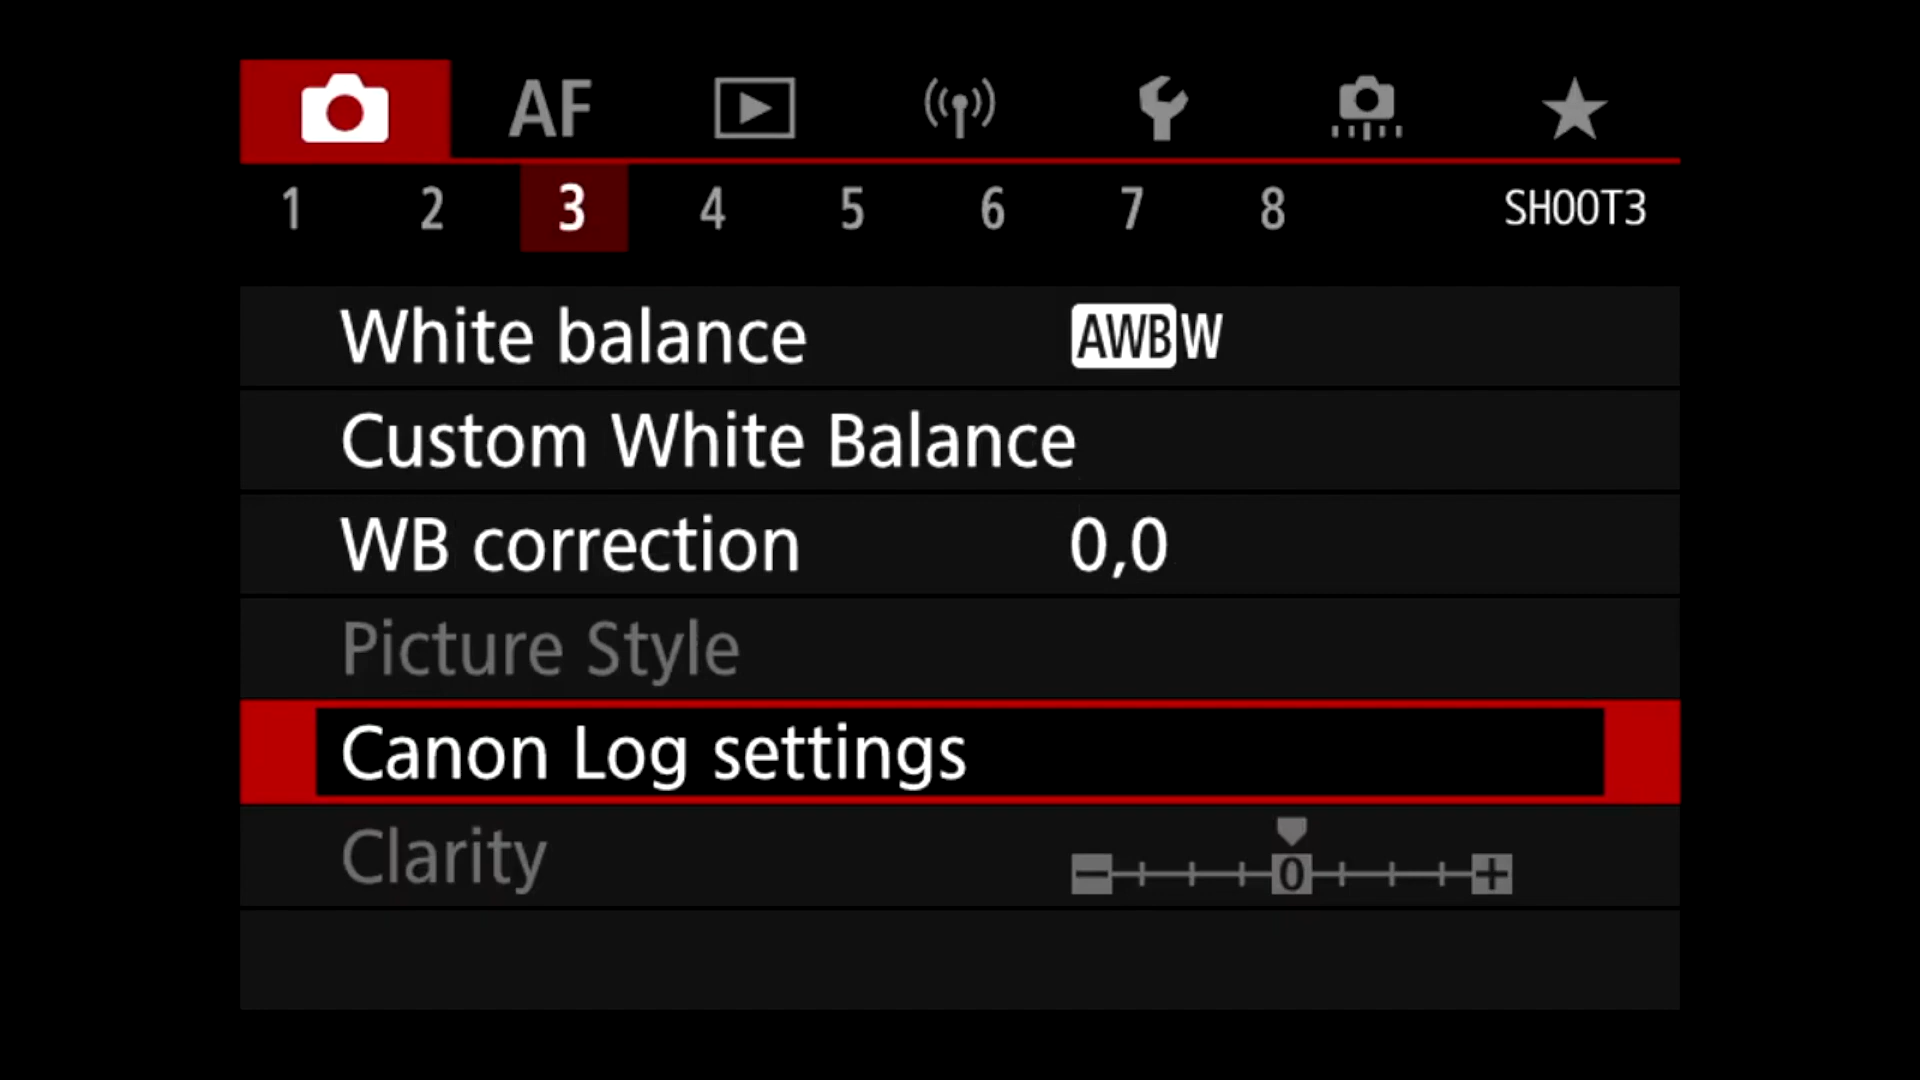 AF
1 2 3 4 5 6 7 8 SHOOT3
White balance AWB W
Custom White Balance
WB correction 0,0
Picture Style
Canon Log settings
Clarity − 0 +